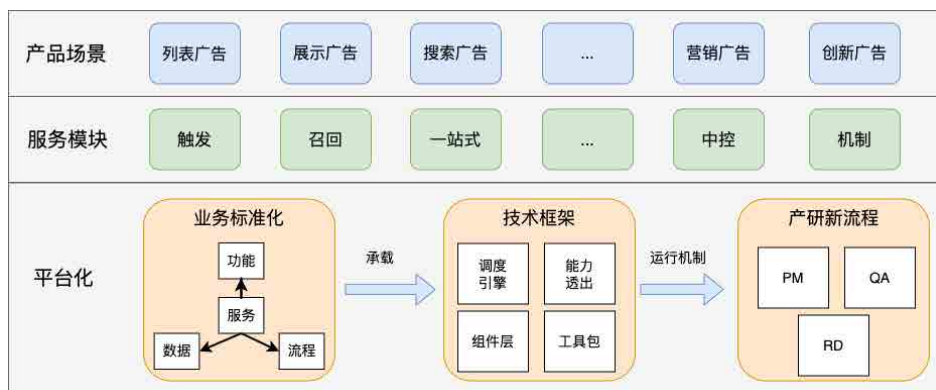 产品场景
列表广告
展示广告
搜索广告
...
营销广告
创新广告
服务模块
触发
召回
一站式
...
中控
机制
平台化
业务标准化
功能
服务
数据
流程
承载
技术框架
调度
引擎
能力
透出
组件层
工具包
运行机制
产研新流程
PM
QA
RD